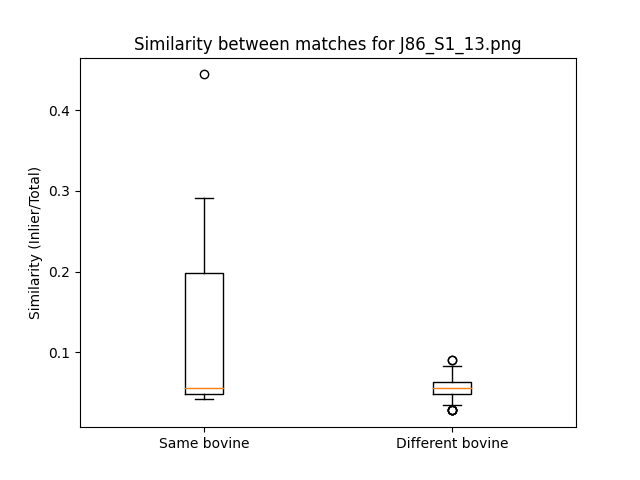 Similarity between matches for J86_S1_13.png
Similarity (Inlier/Total)
0.4
0.3
0.2
0.1
Same bovine
Different bovine